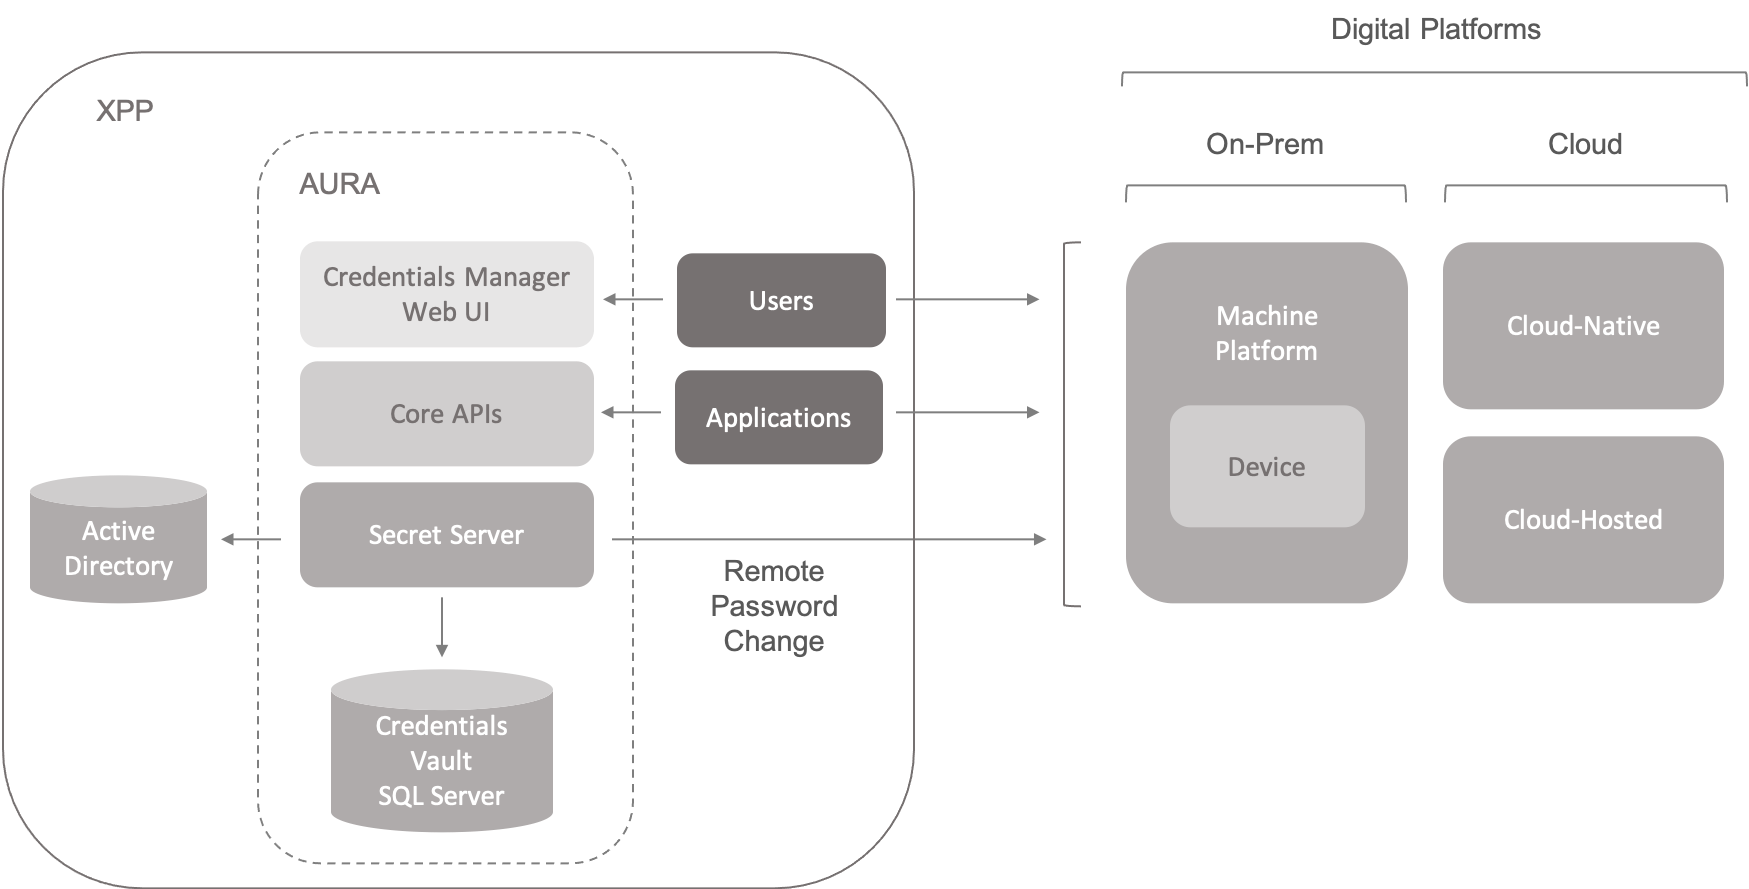 Digital Platforms
XPP
On-Prem
Cloud
AURA
Credentials Manager
Web UI
Users
Machine
Platform
Cloud-Native
Core APIs
Applications
Device
Active
Directory
Secret Server
Cloud-Hosted
Remote
Password
Change
Credentials
Vault
SQL Server